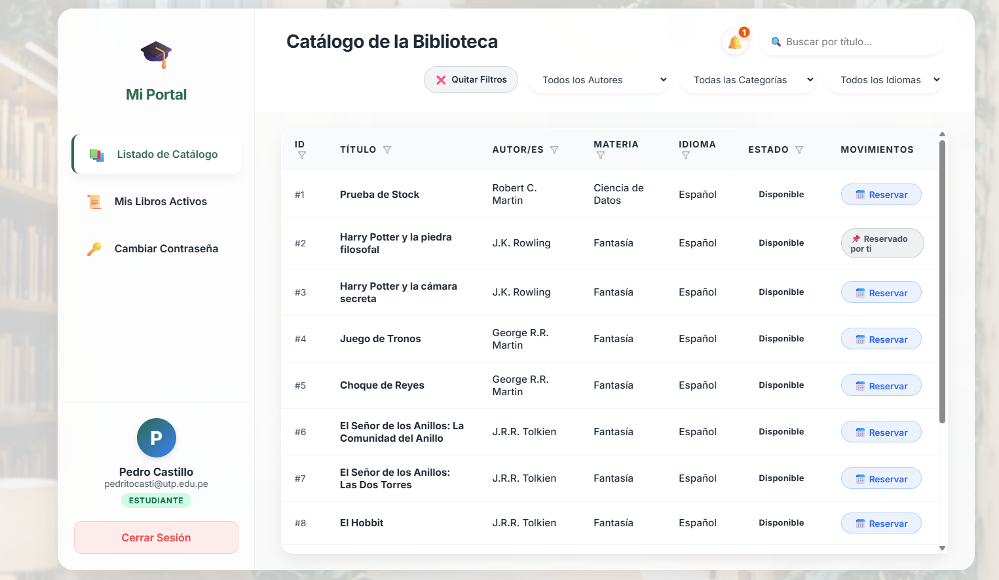 Mi Portal
Listado de Catálogo
Mis Libros Activos
Cambiar Contraseña
P
Pedro Castillo
pedritocasti@utp.edu.pe
ESTUDIANTE
Cerrar Sesión
Catálogo de la Biblioteca
1
Buscar por título...
Quitar Filtros
Todos los Autores
Todas las Categorías
Todos los Idiomas
ID TÍTULO AUTOR/ES MATERIA IDIOMA ESTADO MOVIMIENTOS
#1 Prueba de Stock Robert C. Martin Ciencia de Datos Español Disponible Reservar
#2 Harry Potter y la piedra filosofal J.K. Rowling Fantasía Español Disponible Reservado por ti
#3 Harry Potter y la cámara secreta J.K. Rowling Fantasía Español Disponible Reservar
#4 Juego de Tronos George R.R. Martin Fantasía Español Disponible Reservar
#5 Choque de Reyes George R.R. Martin Fantasía Español Disponible Reservar
#6 El Señor de los Anillos: La Comunidad del Anillo J.R.R. Tolkien Fantasía Español Disponible Reservar
#7 El Señor de los Anillos: Las Dos Torres J.R.R. Tolkien Fantasía Español Disponible Reservar
#8 El Hobbit J.R.R. Tolkien Fantasía Español Disponible Reservar